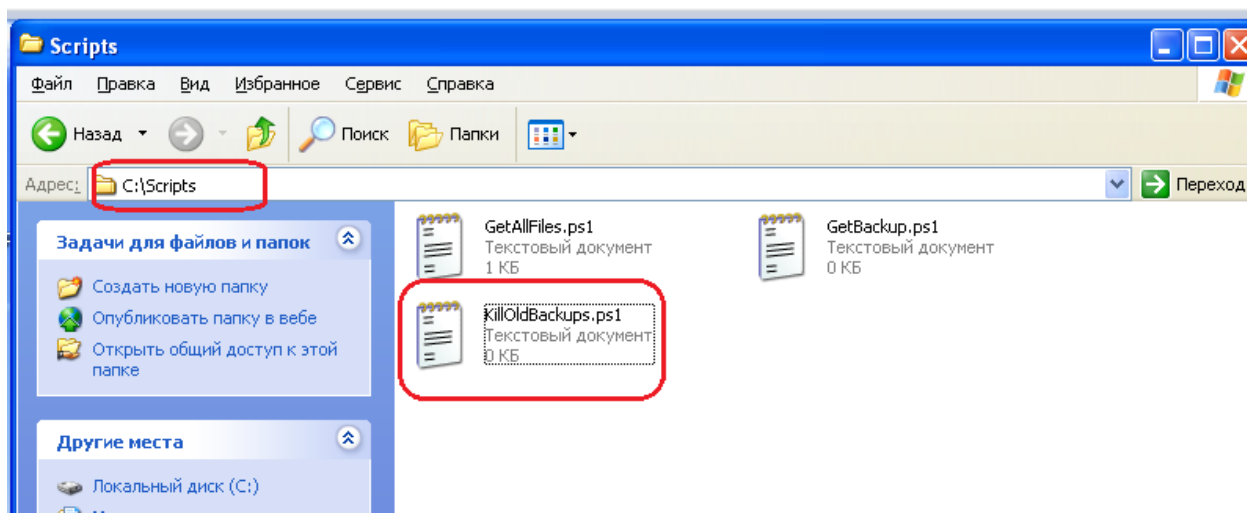 Scripts
Файл Правка Вид Избранное Сервис Справка
Назад Поиск Папки
Адрес: C:\Scripts Переход
Задачи для файлов и папок
Создать новую папку
Опубликовать папку в вебе
Открыть общий доступ к этой
папке
Другие места
Локальный диск (C:)
GetAllFiles.ps1
Текстовый документ
1 КБ
GetBackup.ps1
Текстовый документ
0 КБ
KillOldBackups.ps1
Текстовый документ
0 КБ